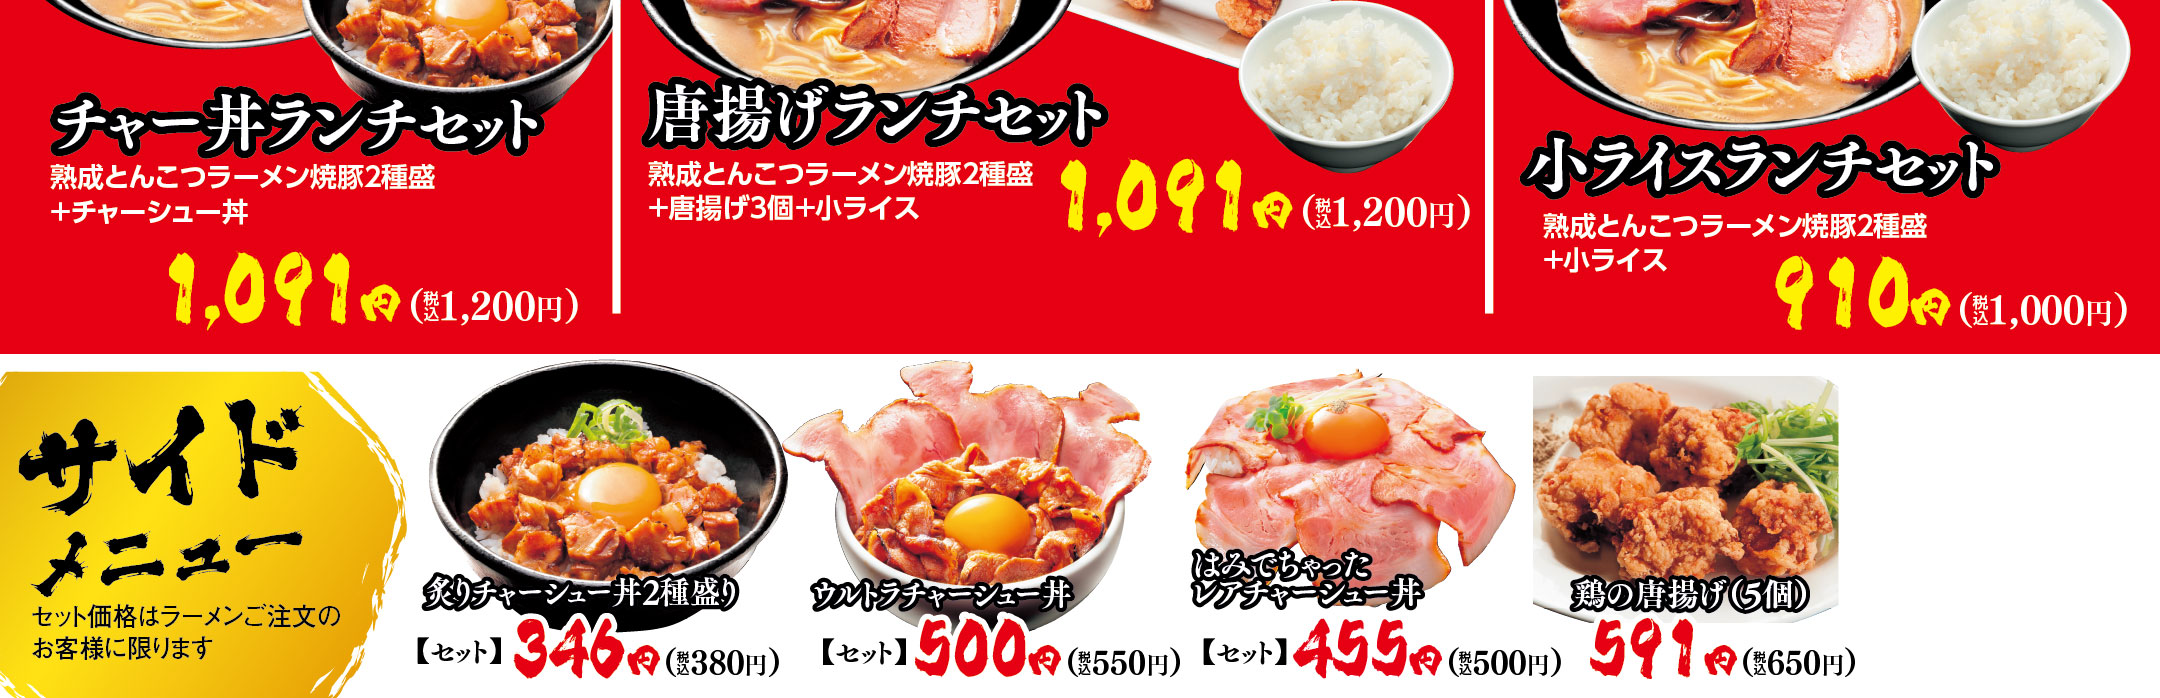 チャー丼ランチセット
熟成とんこつラーメン焼豚2種盛
+チャーシュー丼
1,091円(税込1,200円)
唐揚げランチセット
熟成とんこつラーメン焼豚2種盛
+唐揚げ3個+小ライス
1,091円(税込1,200円)
小ライスランチセット
熟成とんこつラーメン焼豚2種盛
+小ライス
910円(税込1,000円)
サイド
メニュー
セット価格はラーメンご注文の
お客様に限ります
炙りチャーシュー丼2種盛り
【セット】346円(税込380円)
ウルトラチャーシュー丼
【セット】500円(税込550円)
はみでちゃった
レアチャーシュー丼
【セット】455円(税込500円)
鶏の唐揚げ(5個)
591円(税込650円)